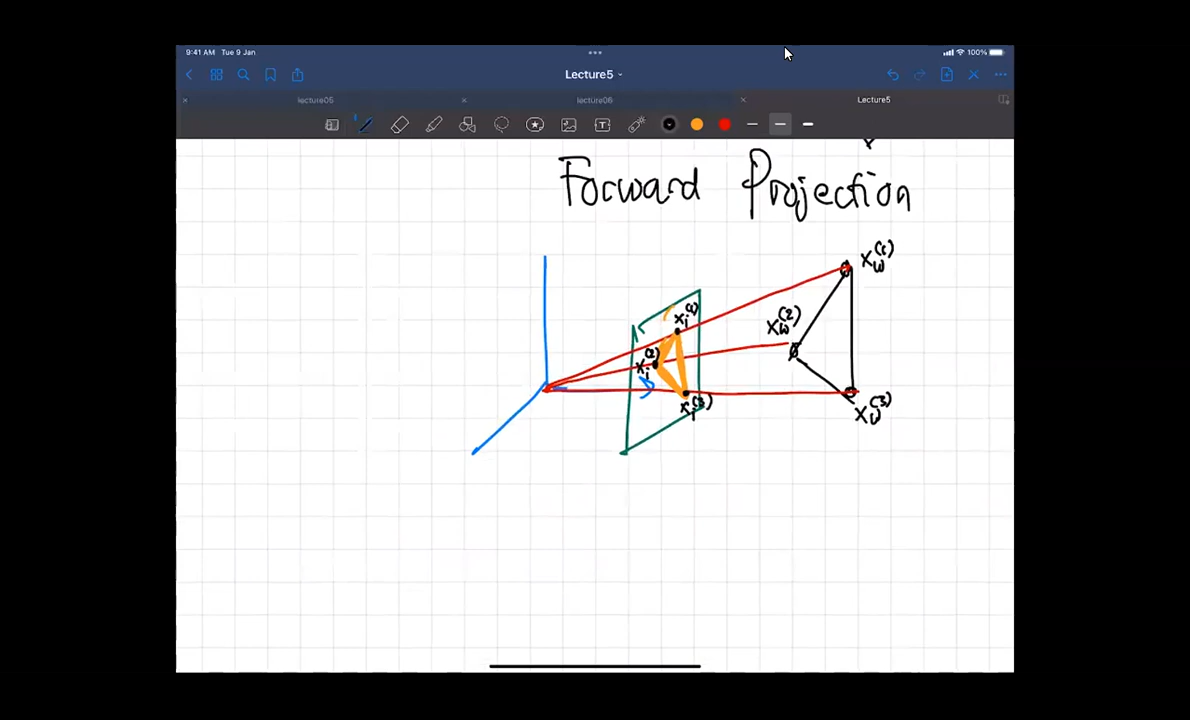 9:41 AM Tue 9 Jan
100%
Lecture5
lecture05
lecture06
Lecture5
Forward Projection
x_w^(1)
x_i^(1)
x_w^(2)
x_i^(2)
x_i^(3)
x_w^(3)